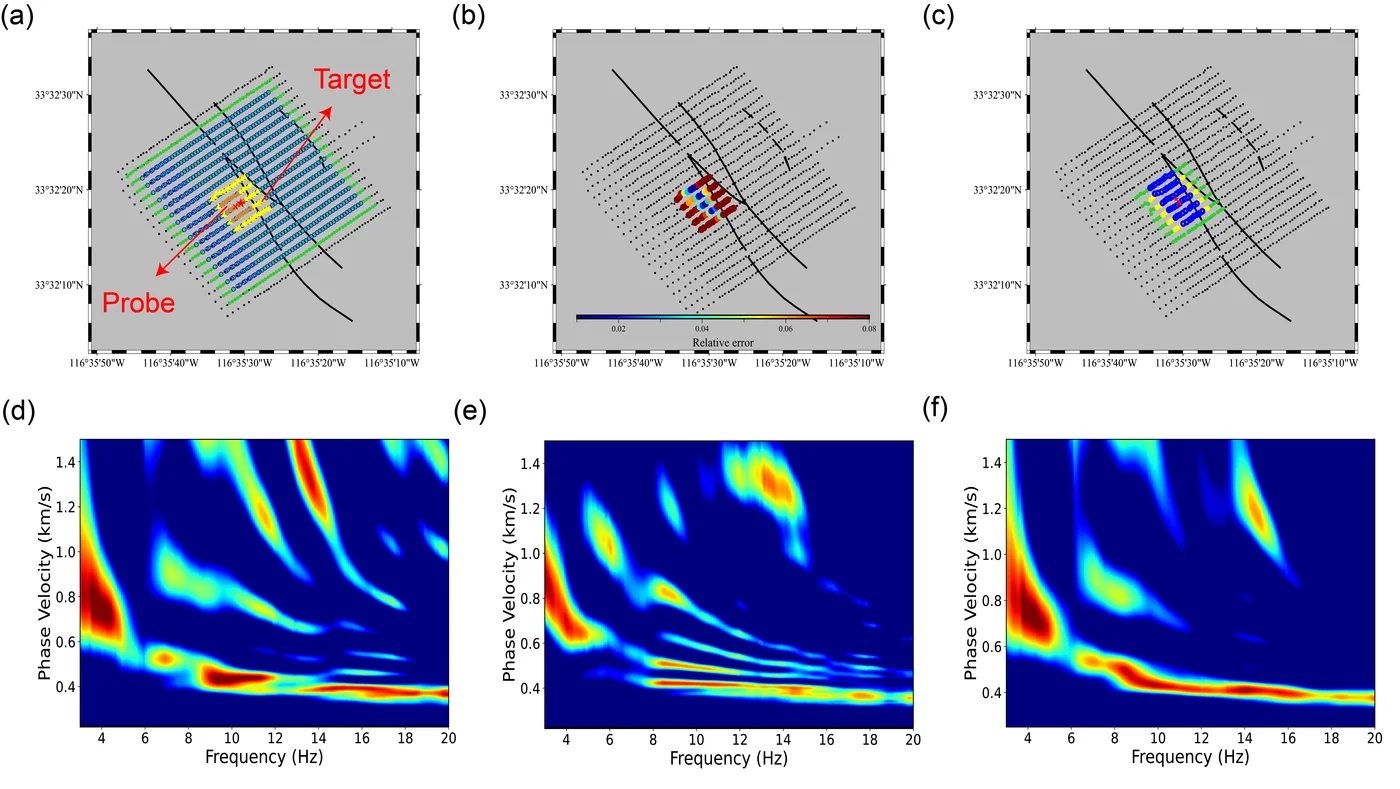 (a)
Target
Probe
33°32'30"N
33°32'20"N
33°32'10"N
116°35'50"W 116°35'40"W 116°35'30"W 116°35'20"W 116°35'10"W
(b)
33°32'30"N
33°32'20"N
33°32'10"N
0.02 0.04 0.06 0.08
Relative error
116°35'50"W 116°35'40"W 116°35'30"W 116°35'20"W 116°35'10"W
(c)
33°32'30"N
33°32'20"N
33°32'10"N
116°35'50"W 116°35'40"W 116°35'30"W 116°35'20"W 116°35'10"W
(d)
Phase Velocity (km/s)
1.4
1.2
1.0
0.8
0.6
0.4
4 6 8 10 12 14 16 18 20
Frequency (Hz)
(e)
Phase Velocity (km/s)
1.4
1.2
1.0
0.8
0.6
0.4
4 6 8 10 12 14 16 18 20
Frequency (Hz)
(f)
Phase Velocity (km/s)
1.4
1.2
1.0
0.8
0.6
0.4
4 6 8 10 12 14 16 18 20
Frequency (Hz)